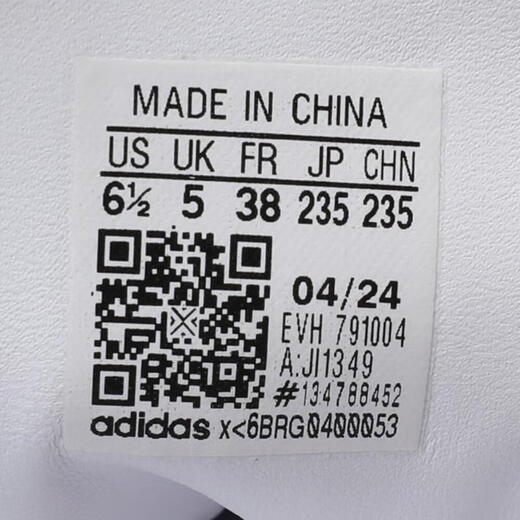 MADE IN CHINA
US UK FR JP CHN
6½ 5 38 235 235
04/24
EVH 791004
A:JI1349
#134788452
adidas x<6BRG0400053